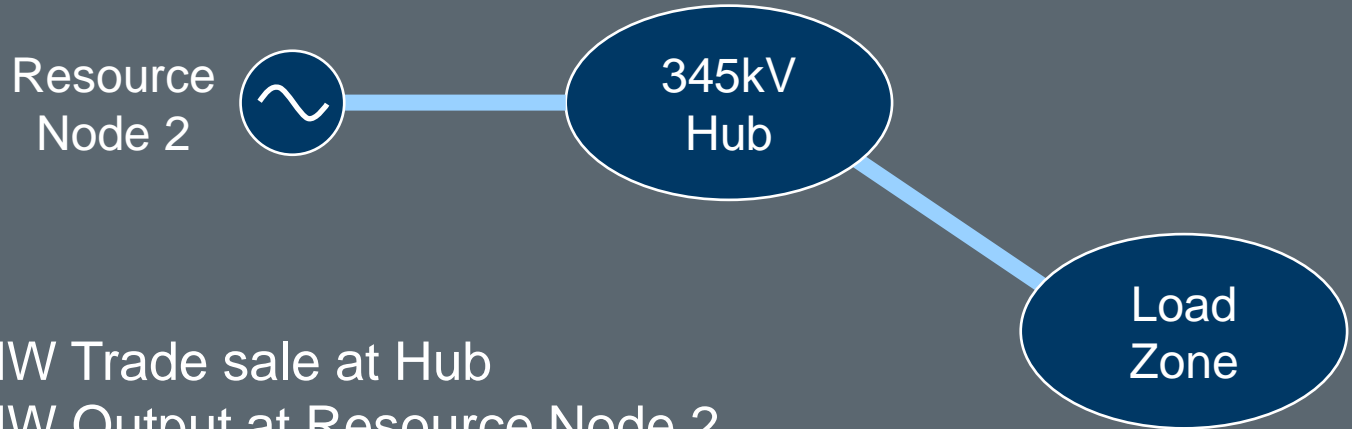 Resource
Node 2
345kV
Hub
Load
Zone
Trade sale at Hub
Output at Resource Node 2